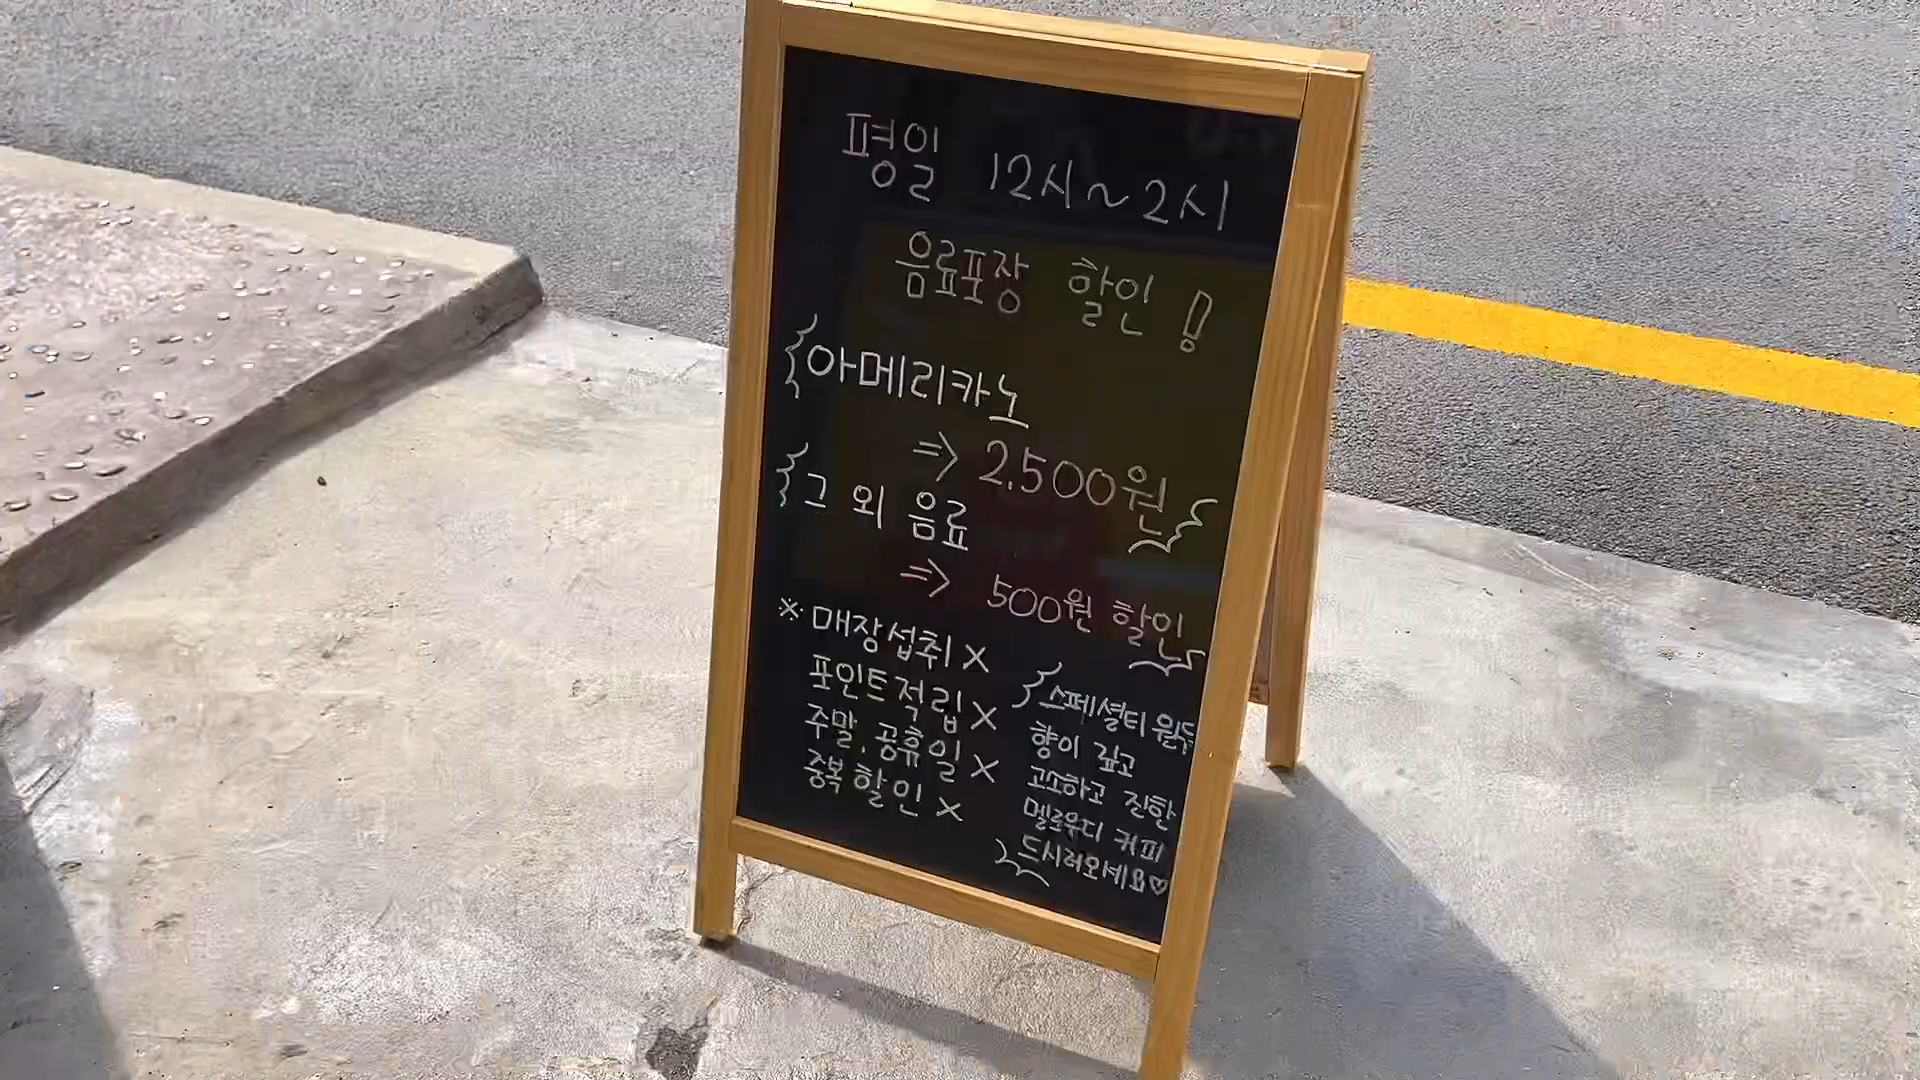 평일 12시~2시
음료포장 할인!
아메리카노
⇒ 2,500원
그 외 음료
⇒ 500원 할인
※ 매장섭취 X
포인트적립 X
주말, 공휴일 X
중복할인 X
스페셜티 원두
향이 깊고
고소하고 진한
멜로우디 커피
드시러오세요♡